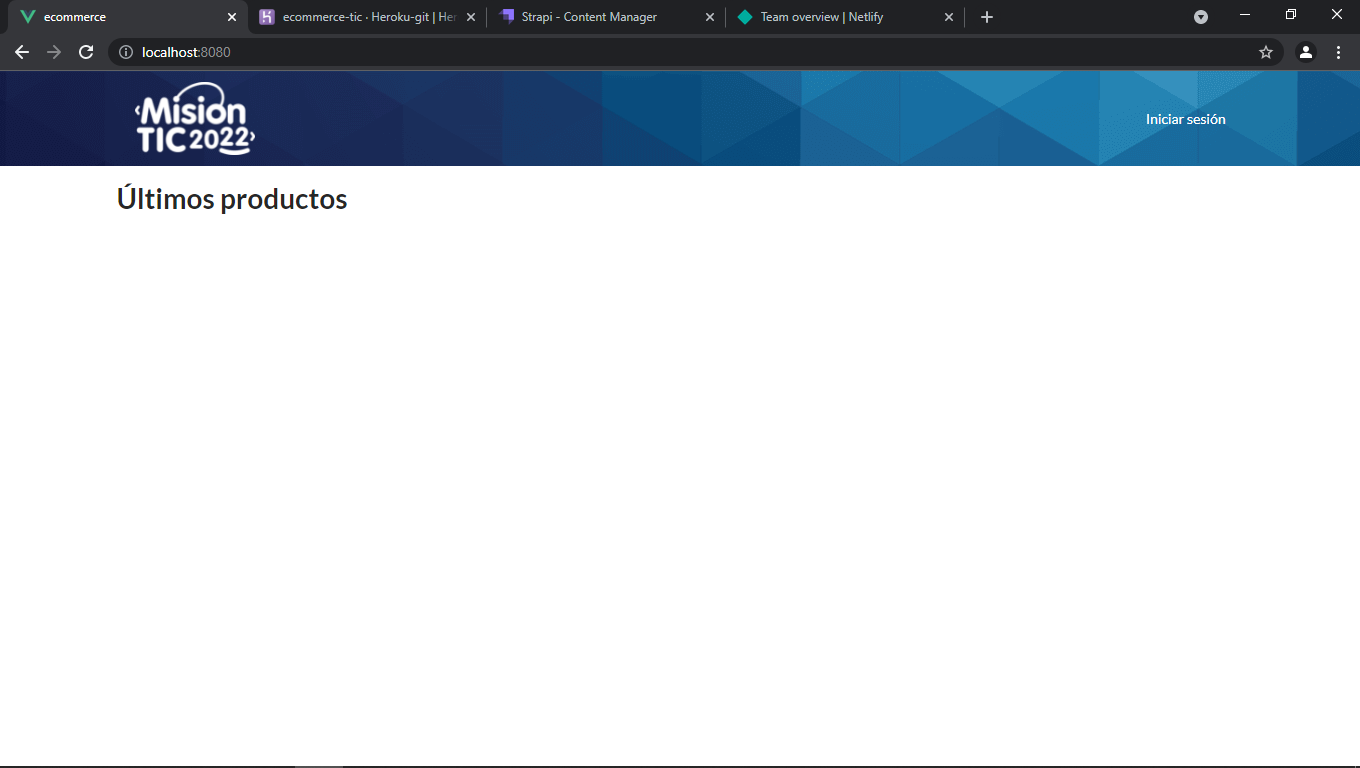 ecommerce
ecommerce-tic · Heroku-git | Her
Strapi - Content Manager
Team overview | Netlify
localhost:8080
‹Misión
TIC 2022›
Iniciar sesión
Últimos productos